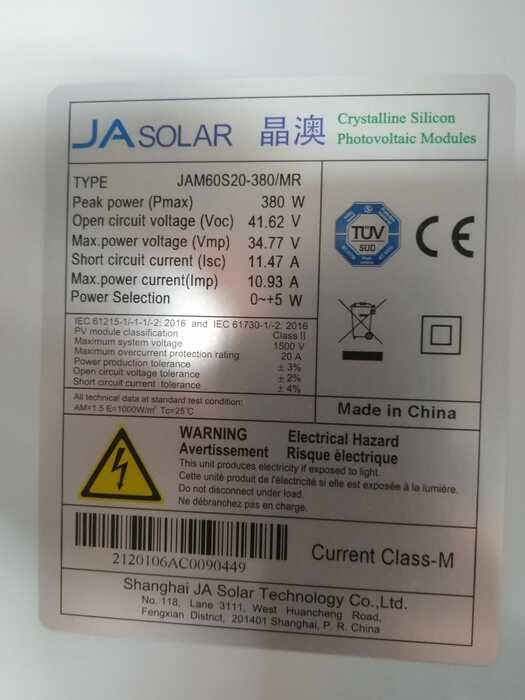 JA SOLAR 晶澳 Crystalline Silicon
Photovoltaic Modules
TYPE JAM60S20-380/MR
Peak power (Pmax) 380 W
Open circuit voltage (Voc) 41.62 V
Max.power voltage (Vmp) 34.77 V
Short circuit current (Isc) 11.47 A
Max.power current(Imp) 10.93 A
Power Selection 0~+5 W
TÜV
SUD
CE
IEC 61215-1/-1-1/-2: 2016 and IEC 61730-1/-2: 2016
PV module classification Class II
Maximum system voltage 1500 V
Maximum overcurrent protection rating 20 A
Power production tolerance ± 3%
Open circuit voltage tolerance ± 2%
Short circuit current tolerance ± 4%
All technical data at standard test condition:
AM=1.5 E=1000W/m² Tc=25℃
Made in China
WARNING Electrical Hazard
Avertissement Risque électrique
This unit produces electricity if exposed to light.
Cette unité produit de l'électricité si elle est exposée à la lumière.
Do not disconnect under load.
Ne débranchez pas en charge.
2120106AC0090449
Current Class-M
Shanghai JA Solar Technology Co.,Ltd.
No. 118, Lane 3111, West Huancheng Road,
Fengxian District, 201401 Shanghai, P. R. China